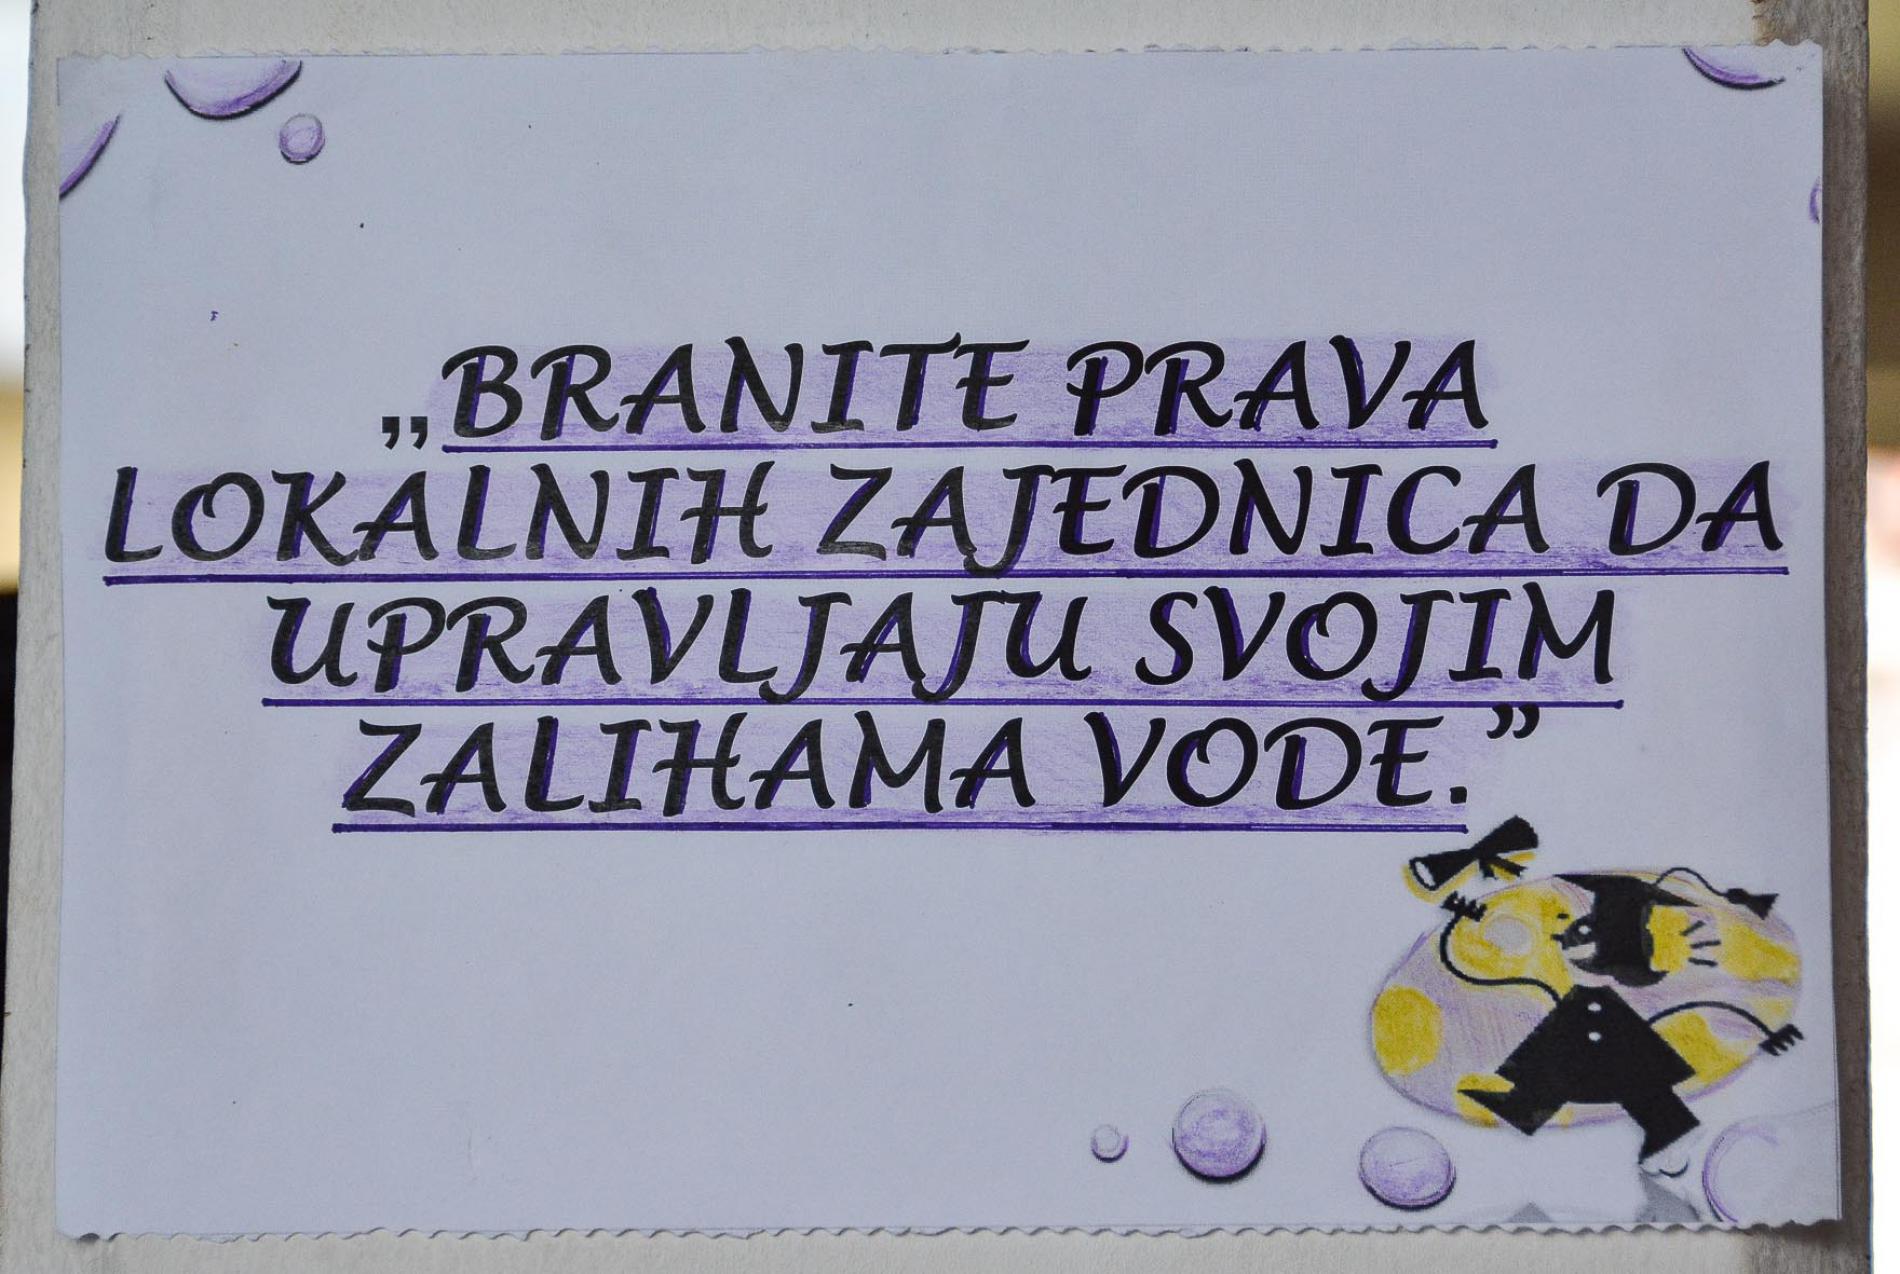 „BRANITE PRAVA
LOKALNIH ZAJEDNICA DA
UPRAVLJAJU SVOJIM
ZALIHAMA VODE.”